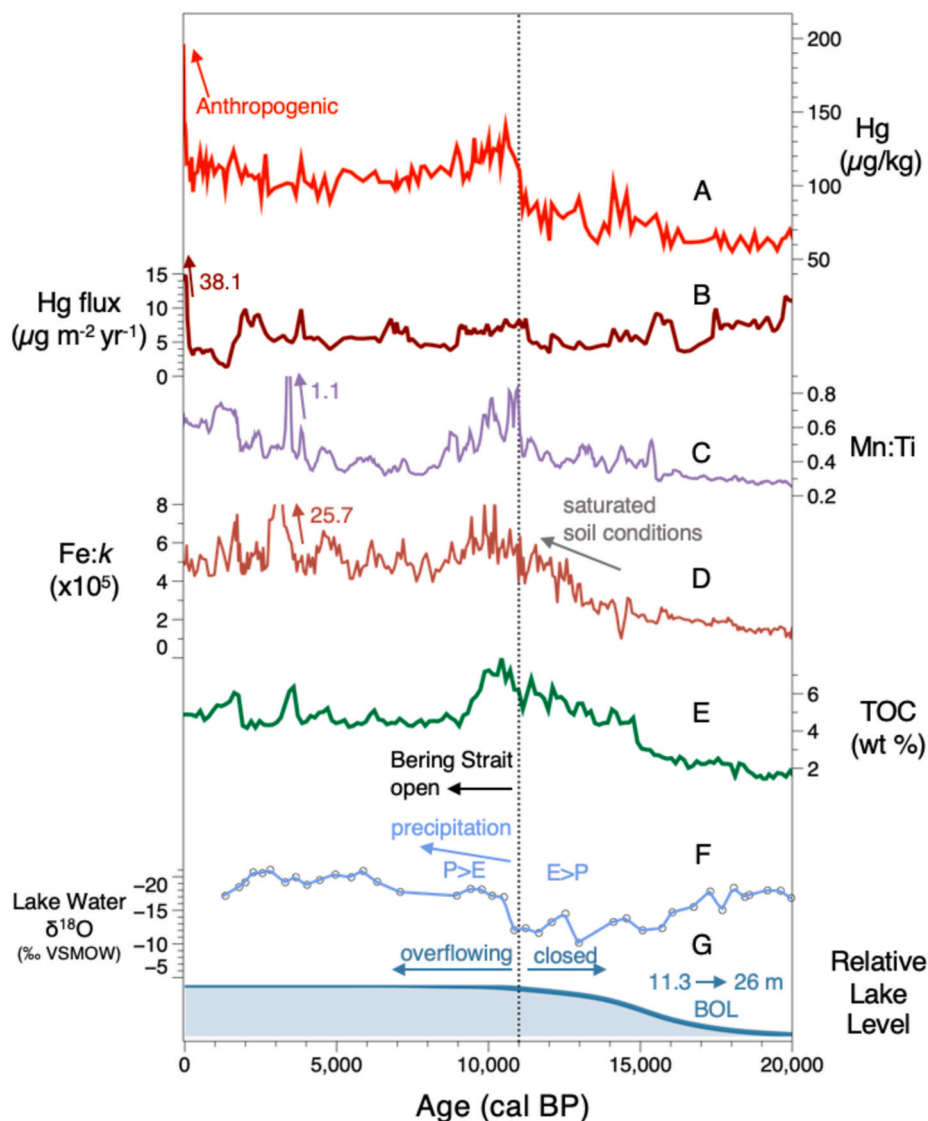 200
150
100
50
Hg
(µg/kg)
Anthropogenic
A
15
10
5
0
Hg flux
(µg m-2 yr-1)
38.1
B
0.8
0.6
0.4
0.2
Mn:Ti
1.1
C
8
6
4
2
0
Fe:k
(x10⁵)
25.7
saturated
soil conditions
D
6
4
2
TOC
(wt %)
E
Bering Strait
open
precipitation
P>E
E>P
F
−20
−15
−10
−5
Lake Water
δ¹⁸O
(‰ VSMOW)
G
overflowing
closed
11.3 → 26 m
BOL
Relative
Lake
Level
0
5,000
10,000
15,000
20,000
Age (cal BP)